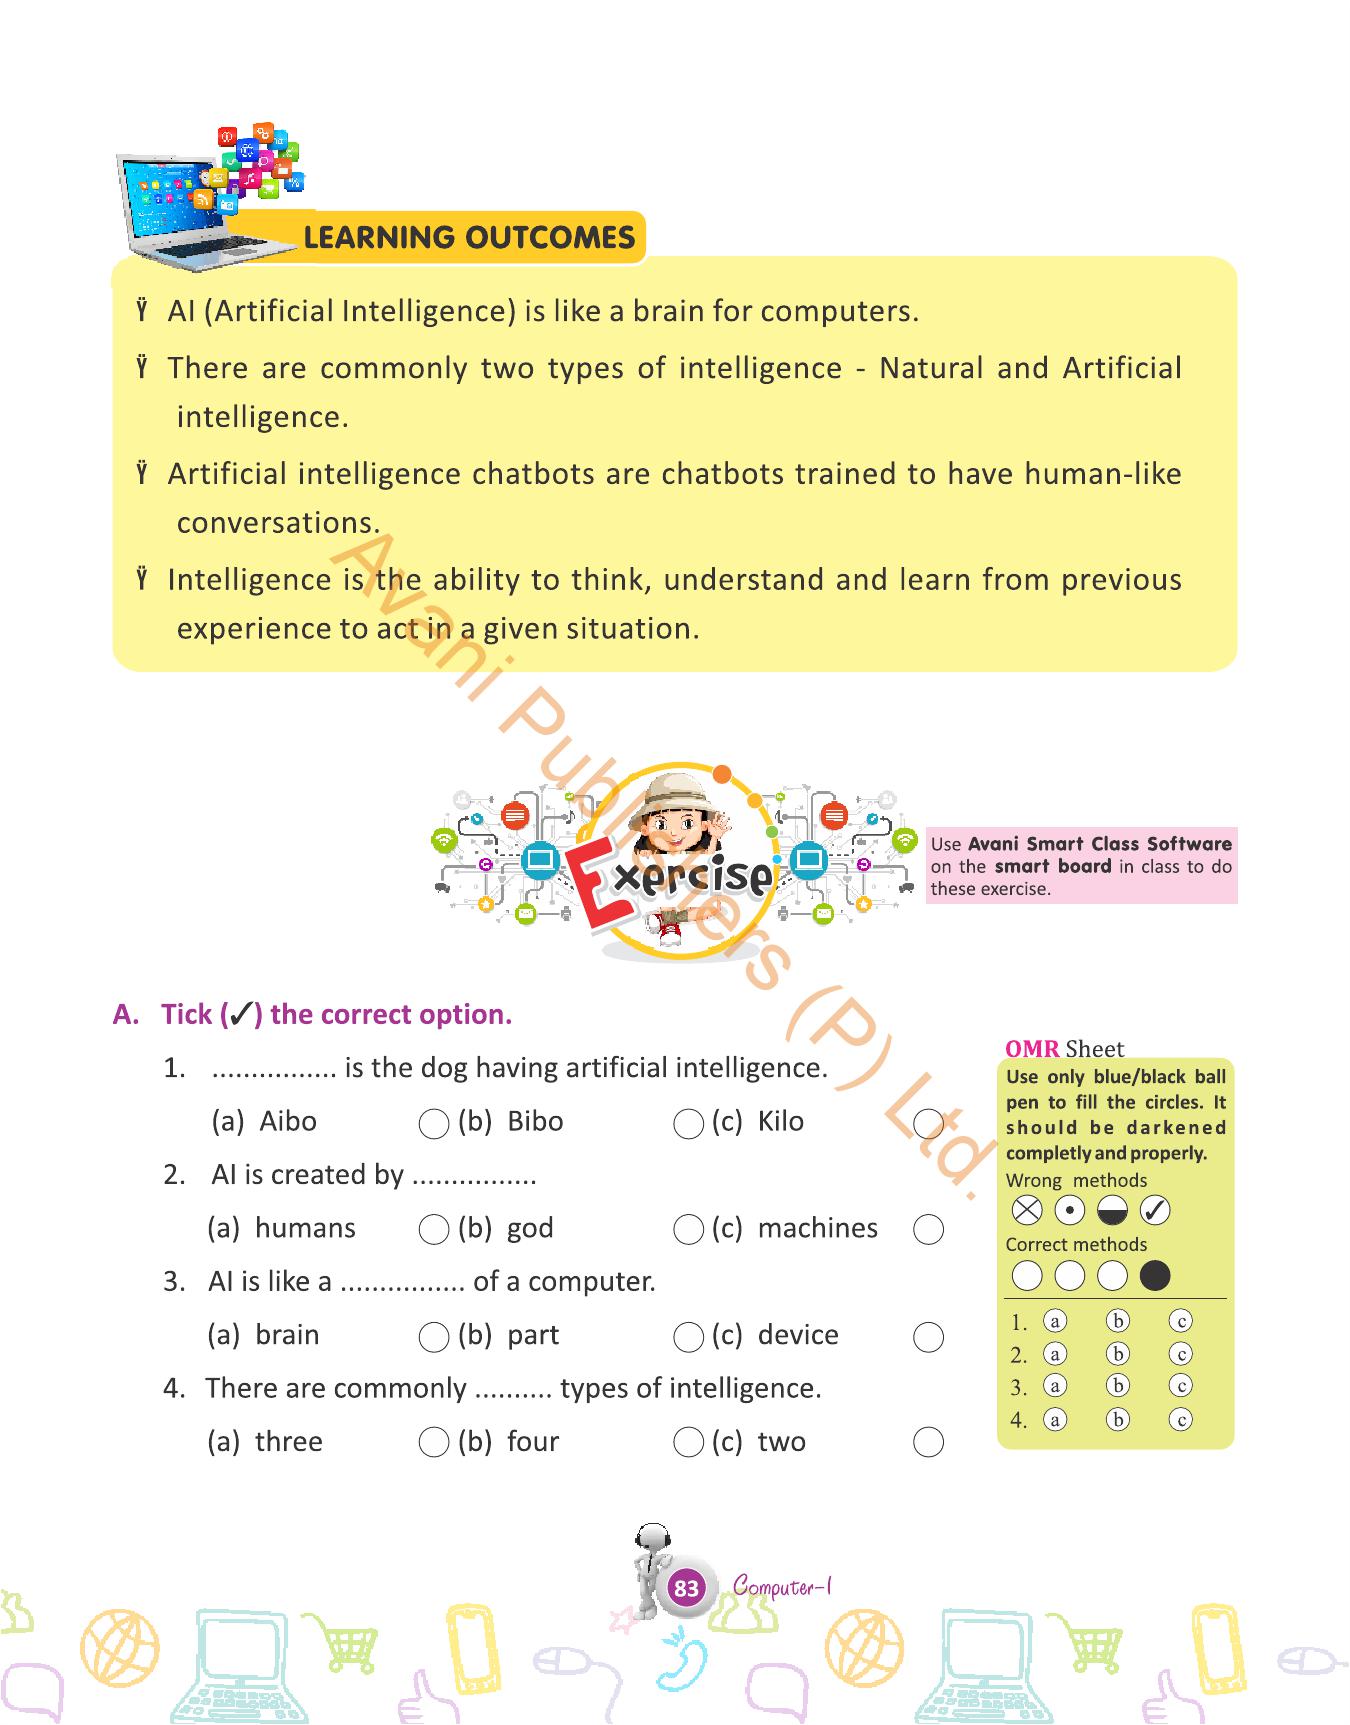 LEARNING OUTCOMES
Ÿ AI (Artificial Intelligence) is like a brain for computers.
Ÿ There are commonly two types of intelligence - Natural and Artificial
intelligence.
Ÿ Artificial intelligence chatbots are chatbots trained to have human-like
conversations.
Ÿ Intelligence is the ability to think, understand and learn from previous
experience to act in a given situation.
Exercise
Use Avani Smart Class Software
on the smart board in class to do
these exercise.
A. Tick (✓) the correct option.
1. ................ is the dog having artificial intelligence.
(a) Aibo (b) Bibo (c) Kilo
2. AI is created by ................
(a) humans (b) god (c) machines
3. AI is like a ................ of a computer.
(a) brain (b) part (c) device
4. There are commonly .......... types of intelligence.
(a) three (b) four (c) two
OMR Sheet
Use only blue/black ball
pen to fill the circles. It
should be darkened
completly and properly.
Wrong methods
Correct methods
1. a b c
2. a b c
3. a b c
4. a b c
Avani Publishers (P) Ltd.
83 Computer-1